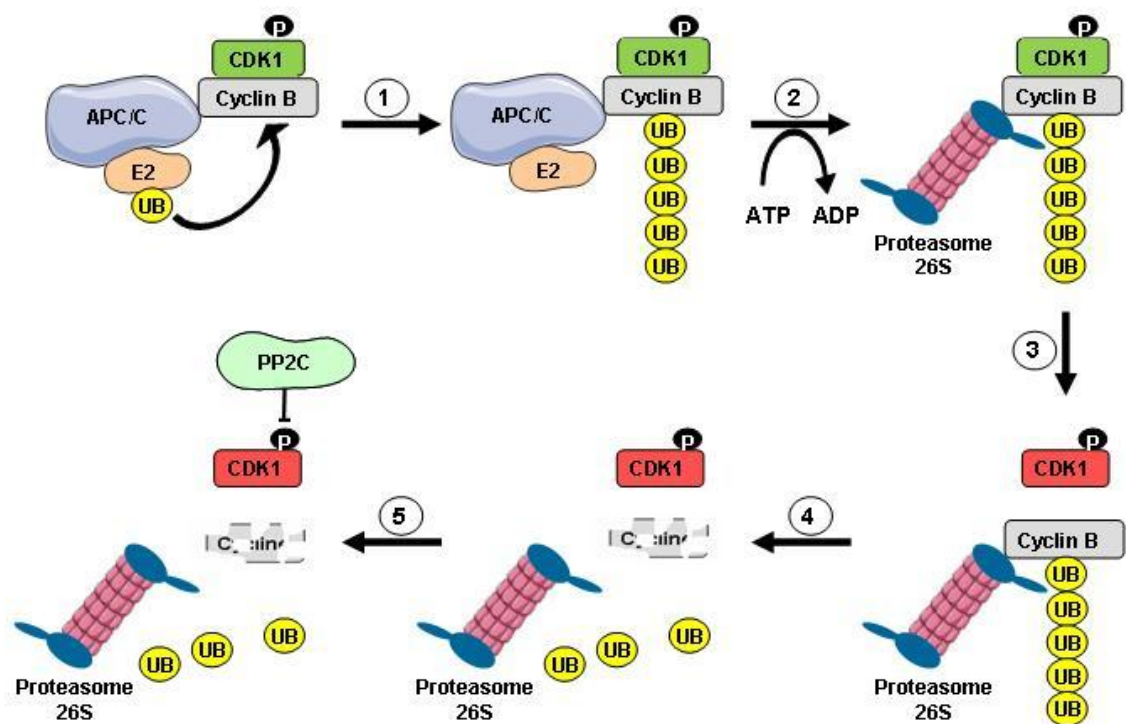 P
CDK1
Cyclin B
APC/C
E2
UB
1
P
CDK1
Cyclin B
APC/C
E2
UB
UB
UB
UB
UB
2
ATP ADP
P
CDK1
Cyclin B
UB
UB
UB
UB
UB
Proteasome
26S
3
P
CDK1
Cyclin B
UB
UB
UB
UB
UB
Proteasome
26S
4
P
CDK1
UB
UB
UB
Proteasome
26S
5
PP2C
P
CDK1
UB
UB
UB
Proteasome
26S